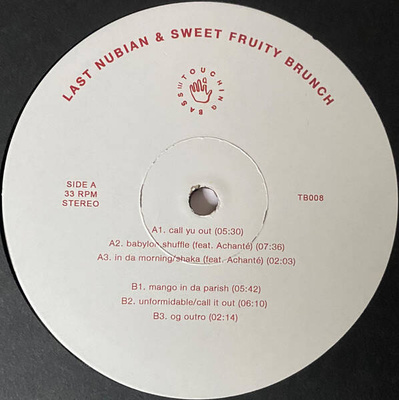 LAST NUBIAN & SWEET FRUITY BRUNCH
TOUCHING BASS
SIDE A
33 RPM
STEREO
TB008
A1. call yu out (05:30)
A2. babylon shuffle (feat. Achanté) (07:36)
A3. in da morning/shaka (feat. Achanté) (02:03)
B1. mango in da parish (05:42)
B2. unformidable/call it out (06:10)
B3. og outro (02:14)